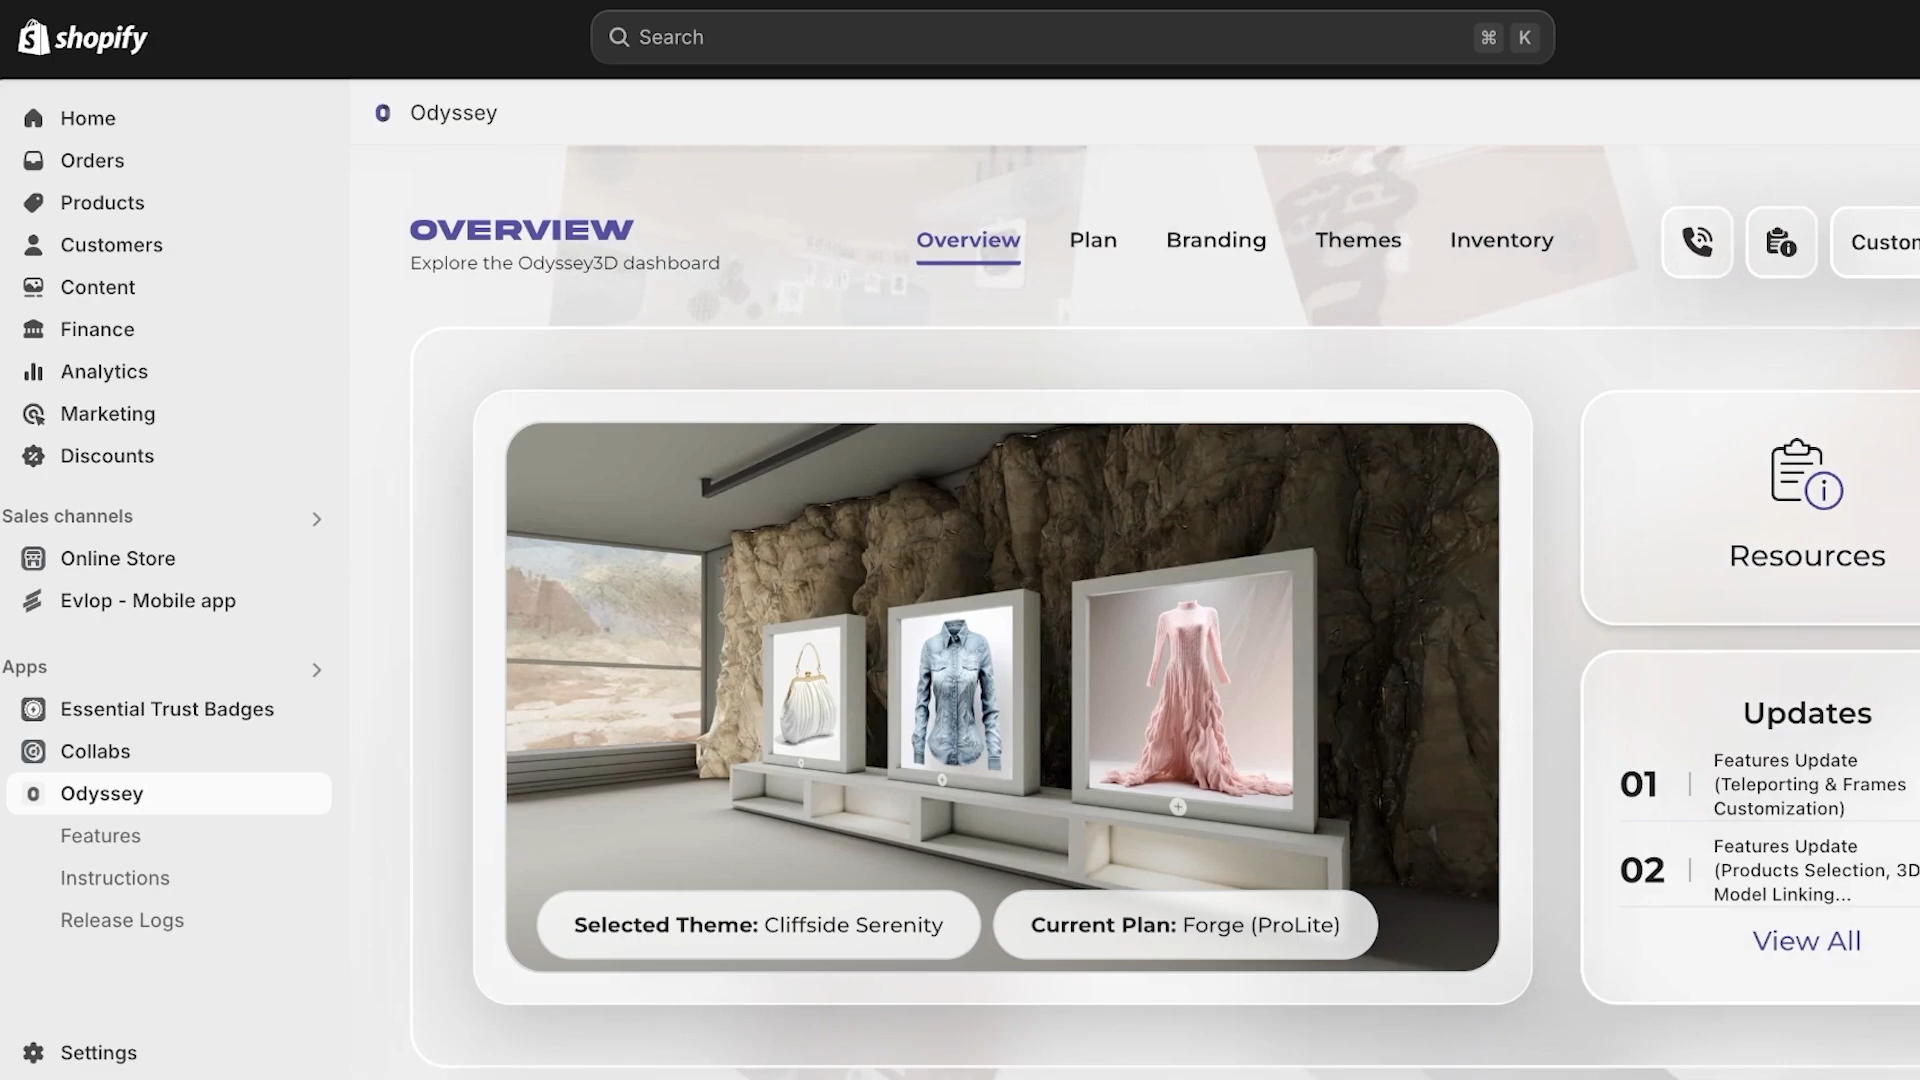 shopify
Search
⌘ K
Home
Orders
Products
Customers
Content
Finance
Analytics
Marketing
Discounts
Sales channels
Online Store
Evlop - Mobile app
Apps
Essential Trust Badges
Collabs
Odyssey
Features
Instructions
Release Logs
Settings
Odyssey
OVERVIEW
Explore the Odyssey3D dashboard
Overview
Plan
Branding
Themes
Inventory
Custom
Selected Theme: Cliffside Serenity
Current Plan: Forge (ProLite)
Resources
Updates
01
Features Update
(Teleporting & Frames
Customization)
02
Features Update
(Products Selection, 3D
Model Linking...
View All